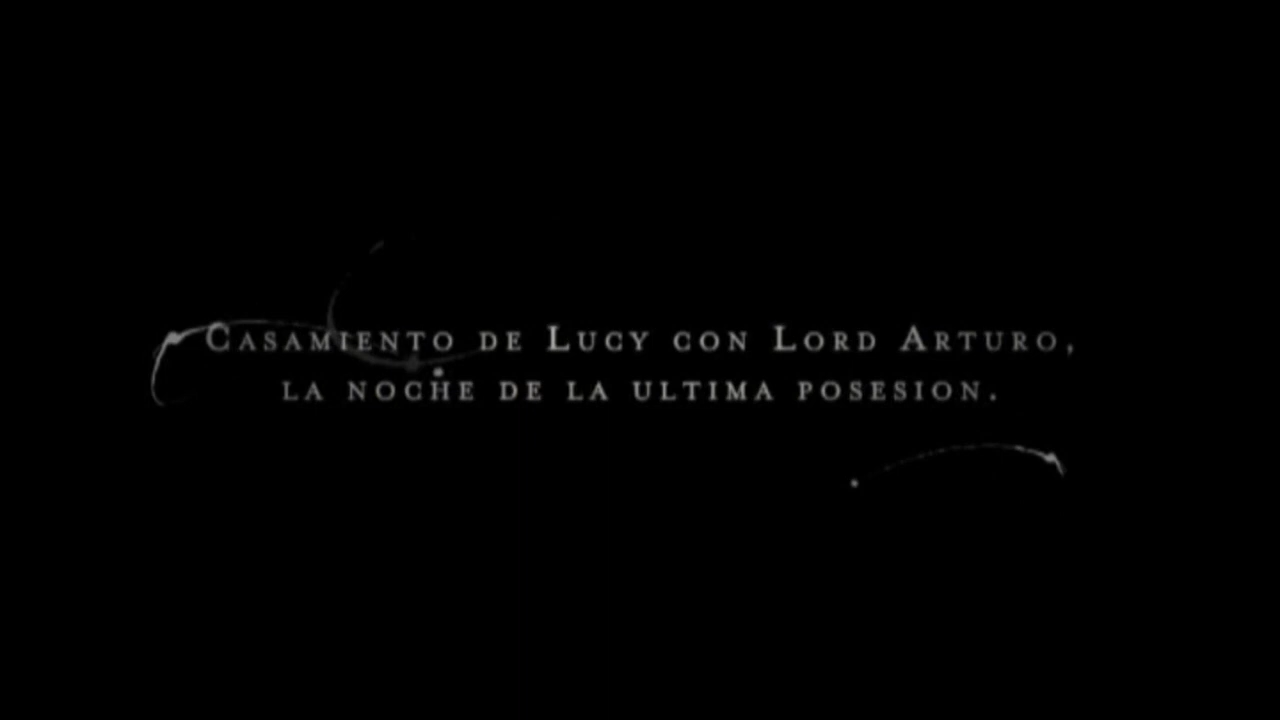 Casamiento de Lucy con Lord Arturo,
la noche de la ultima posesion.